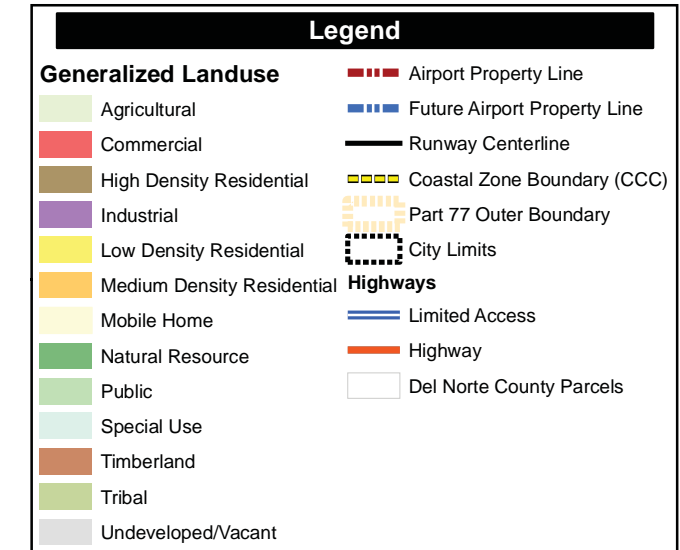 Legend
Generalized Landuse
Agricultural
Commercial
High Density Residential
Industrial
Low Density Residential
Medium Density Residential
Mobile Home
Natural Resource
Public
Special Use
Timberland
Tribal
Undeveloped/Vacant
Airport Property Line
Future Airport Property Line
Runway Centerline
Coastal Zone Boundary (CCC)
Part 77 Outer Boundary
City Limits
Highways
Limited Access
Highway
Del Norte County Parcels